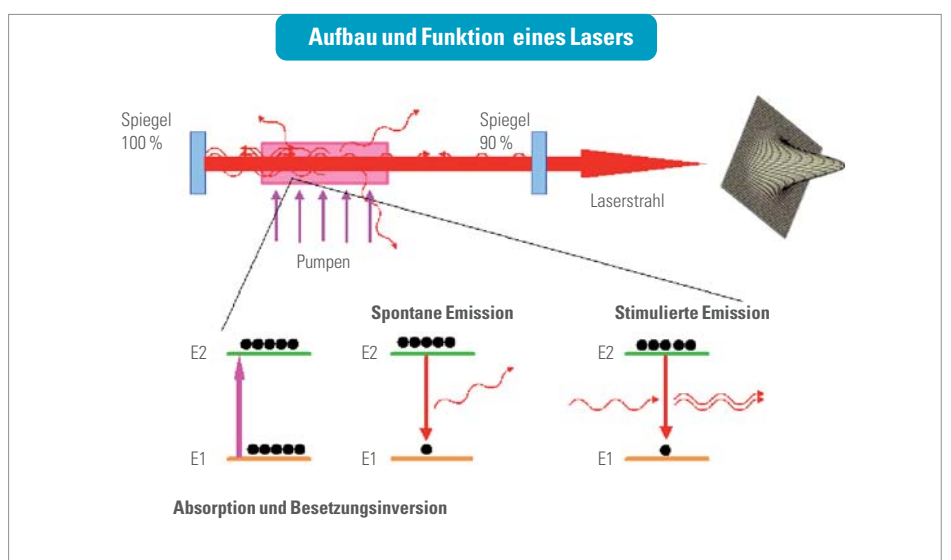 Aufbau und Funktion eines Lasers
Spiegel
100 %
Spiegel
90 %
Laserstrahl
Pumpen
Spontane Emission
Stimulierte Emission
E2
E2
E2
E1
E1
E1
Absorption und Besetzungsinversion